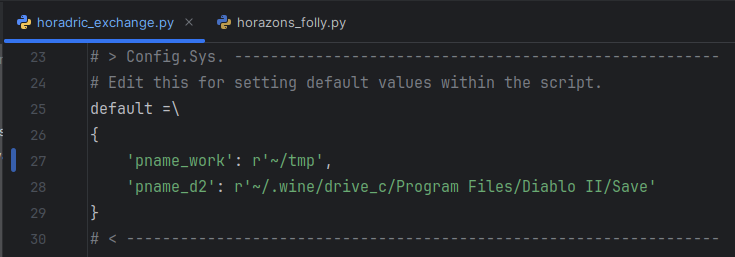 horadric_exchange.py × horazons_folly.py
23 # > Config.Sys. ------------------------------------------------------
24 # Edit this for setting default values within the script.
25 default =\
26 {
27     'pname_work': r'~/tmp',
28     'pname_d2': r'~/.wine/drive_c/Program Files/Diablo II/Save'
29 }
30 # < ------------------------------------------------------------------